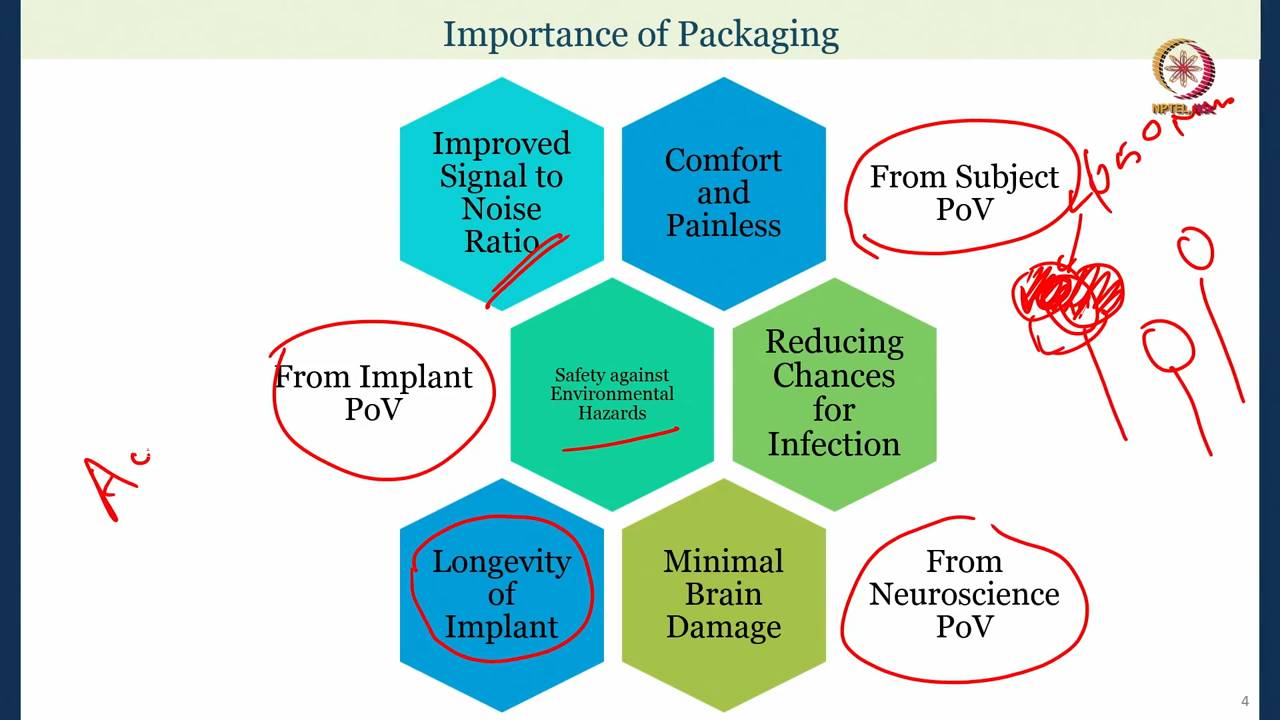 Importance of Packaging
Improved
Signal to
Noise
Ratio
Comfort
and
Painless
From Subject
PoV
NPTEL
From Implant
PoV
Safety against
Environmental
Hazards
Reducing
Chances
for
Infection
Longevity
of
Implant
Minimal
Brain
Damage
From
Neuroscience
PoV
4